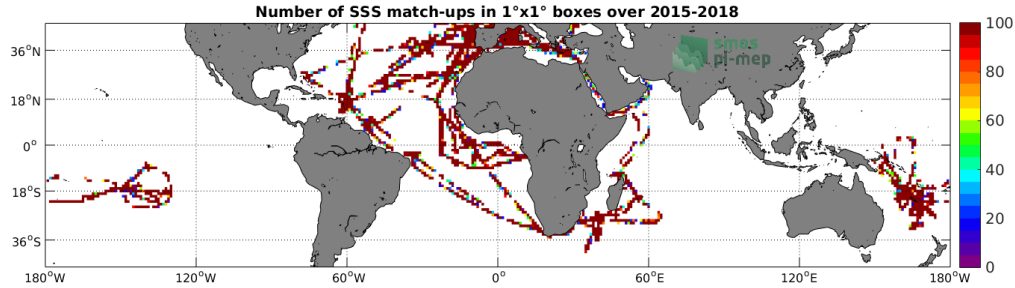 Number of SSS match-ups in 1°x1° boxes over 2015-2018
36°N
18°N
0°
18°S
36°S
180°W
120°W
60°W
0°
60°E
120°E
180°W
100
80
60
40
20
0
smos
pi-mep